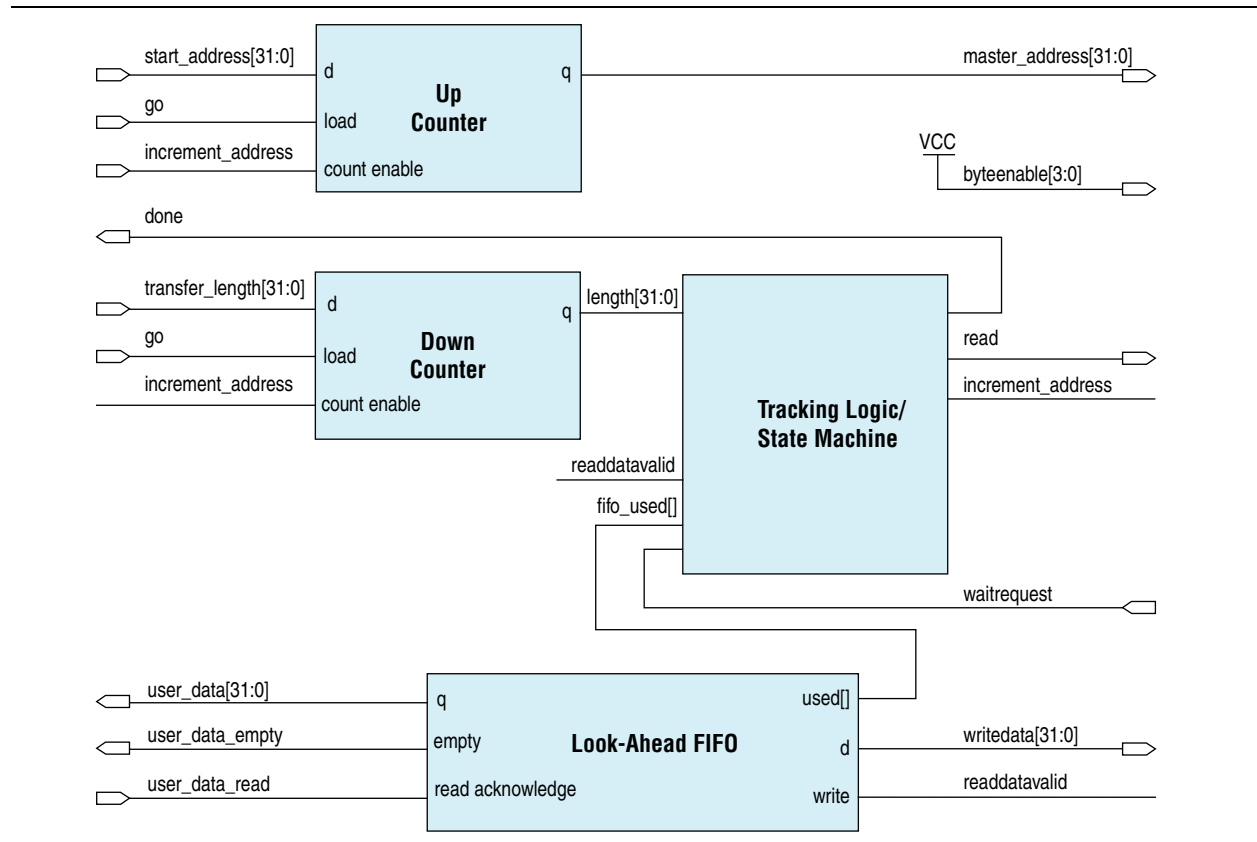 start_address[31:0]
go
increment_address
d
load
count enable
Up
Counter
q
master_address[31:0]
VCC
byteenable[3:0]
done
transfer_length[31:0]
go
increment_address
d
load
count enable
Down
Counter
q
length[31:0]
Tracking Logic/
State Machine
read
increment_address
readdatavalid
fifo_used[]
waitrequest
user_data[31:0]
user_data_empty
user_data_read
q
empty
read acknowledge
Look-Ahead FIFO
used[]
d
write
writedata[31:0]
readdatavalid